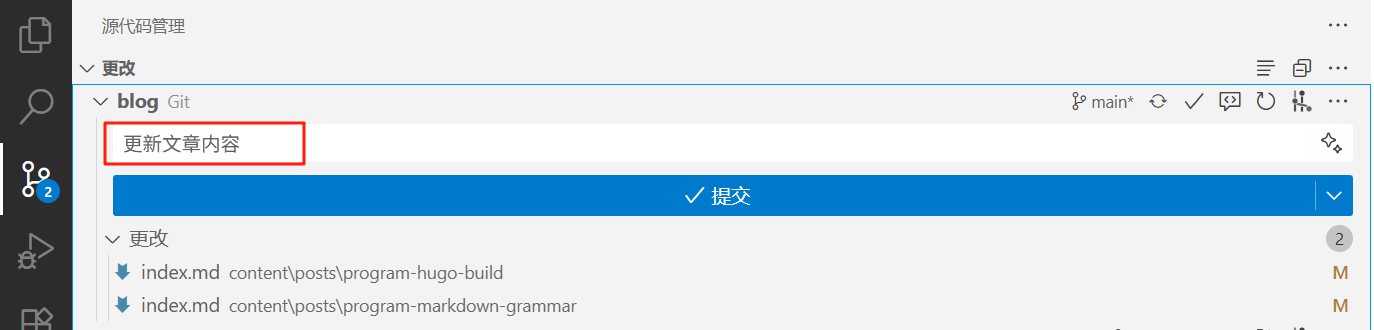 源代码管理
更改
blog Git main*
更新文章内容
提交
2
更改 2
index.md content\posts\program-hugo-build M
index.md content\posts\program-markdown-grammar M